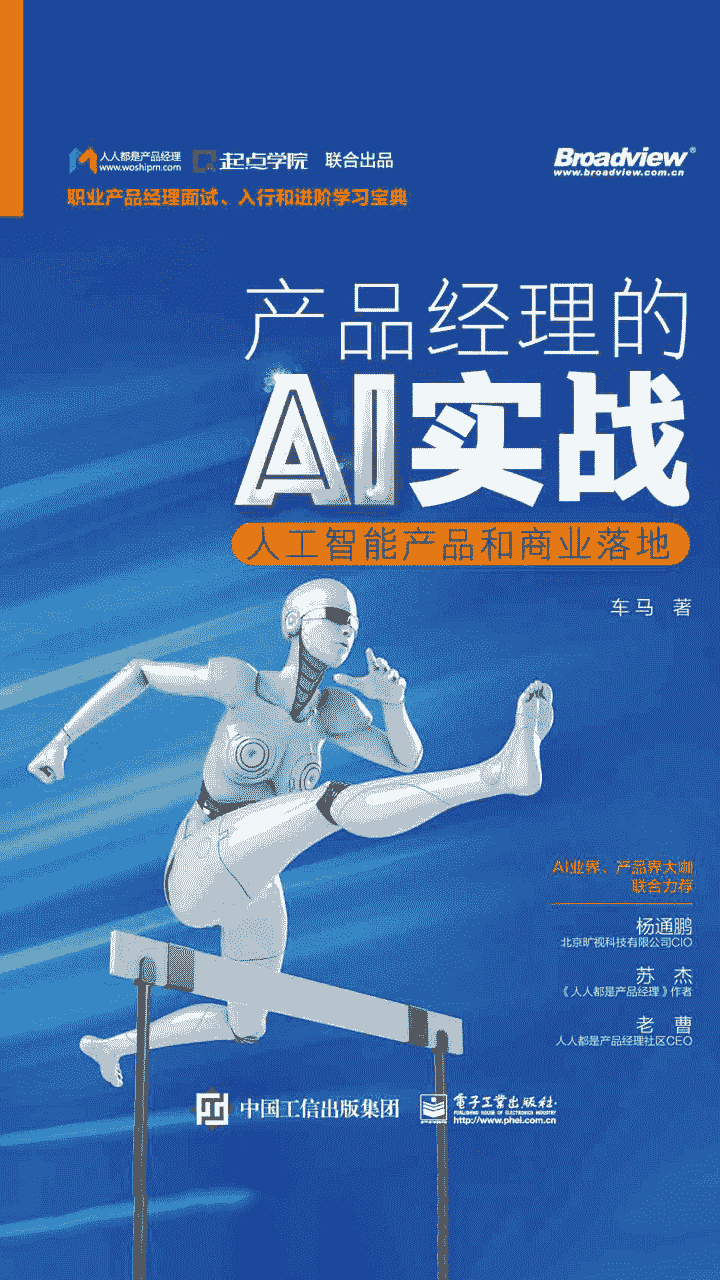 人人都是产品经理
www.woshipm.com
起点学院
联合出品
Broadview®
www.broadview.com.cn
职业产品经理面试、入行和进阶学习宝典
产品经理的
AI实战
人工智能产品和商业落地
车马 著
AI业界、产品界大咖
联合力荐
杨通鹏
北京旷视科技有限公司CIO
苏 杰
《人人都是产品经理》作者
老 曹
人人都是产品经理社区CEO
中国工信出版集团
電子工業出版社·
PUBLISHING HOUSE OF ELECTRONICS INDUSTRY
http://www.phei.com.cn